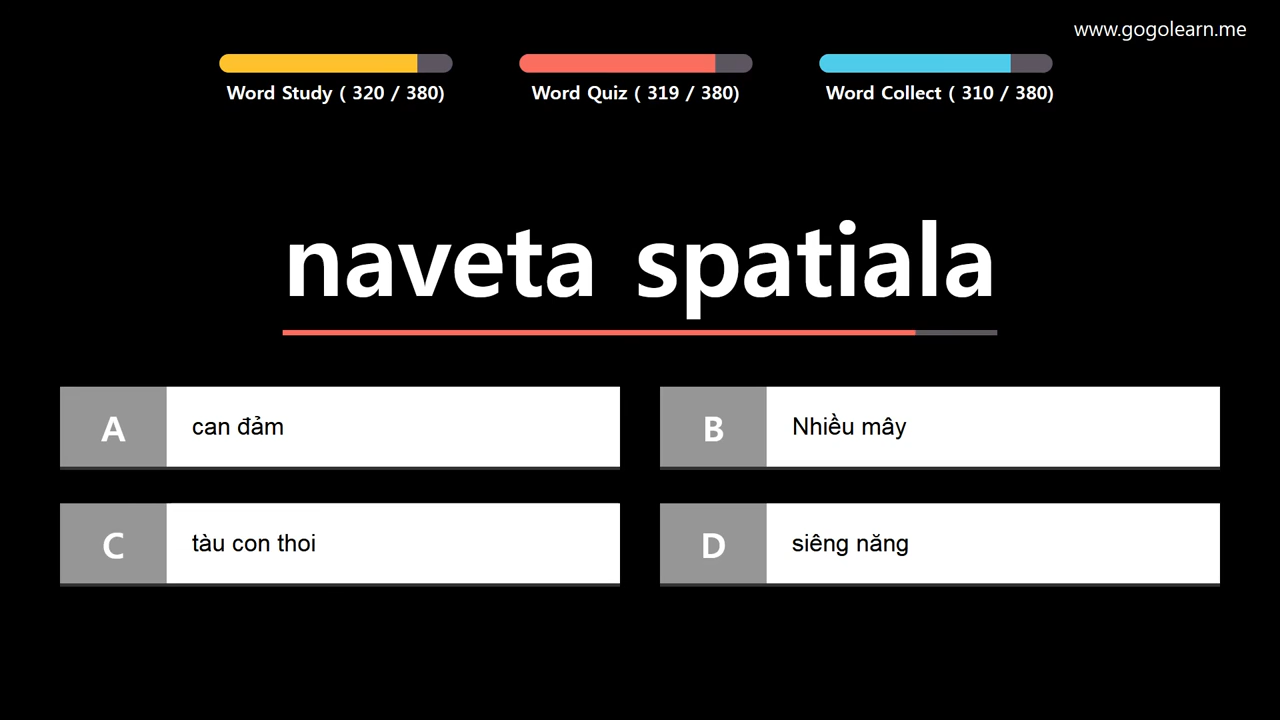 www.gogolearn.me
Word Study ( 320 / 380)
Word Quiz ( 319 / 380)
Word Collect ( 310 / 380)
naveta spatiala
A
can đảm
B
Nhiều mây
C
tàu con thoi
D
siêng năng